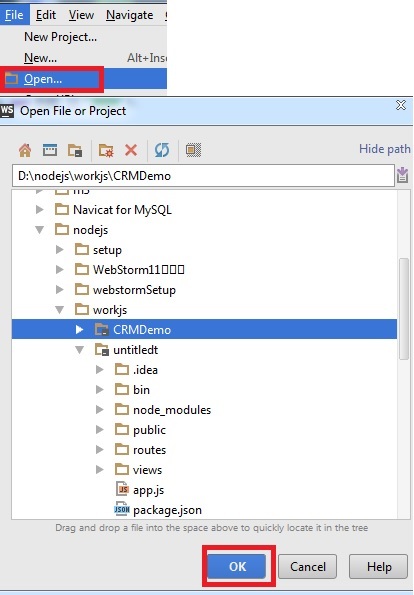 File Edit View Navigate
New Project...
New... Alt+Ins
Open...
WS Open File or Project
Hide path
D:\nodejs\workjs\CRMDemo
Navicat for MySQL
nodejs
setup
WebStorm11□□□
webstormSetup
workjs
CRMDemo
untitledt
.idea
bin
node_modules
public
routes
views
JS app.js
JSON package.json
Drag and drop a file into the space above to quickly locate it in the tree
OK Cancel Help